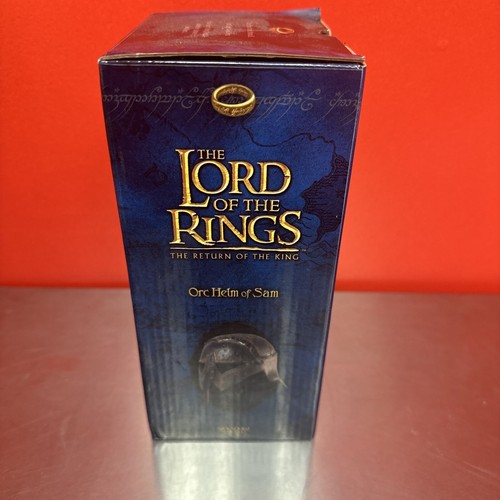 THE
LORD
OF THE
RINGS
THE RETURN OF THE KING
Orc Helm of Sam